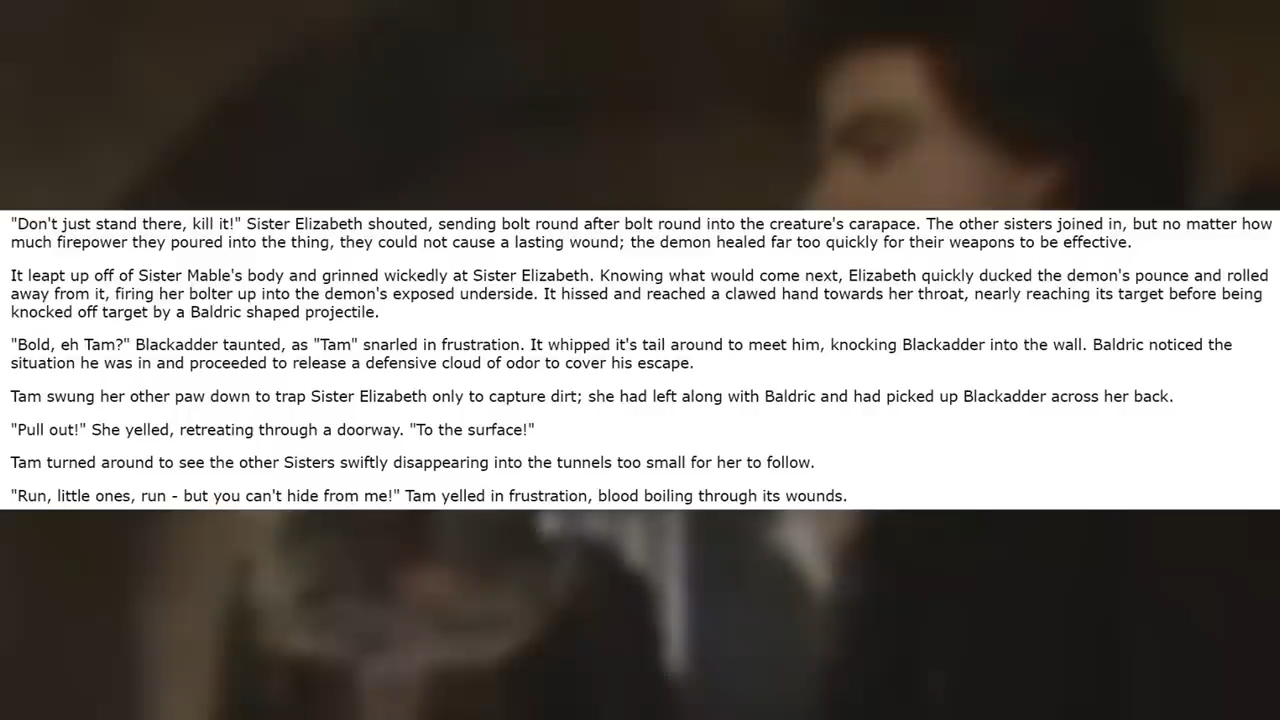 "Don't just stand there, kill it!" Sister Elizabeth shouted, sending bolt round after bolt round into the creature's carapace. The other sisters joined in, but no matter how
much firepower they poured into the thing, they could not cause a lasting wound; the demon healed far too quickly for their weapons to be effective.
It leapt up off of Sister Mable's body and grinned wickedly at Sister Elizabeth. Knowing what would come next, Elizabeth quickly ducked the demon's pounce and rolled
away from it, firing her bolter up into the demon's exposed underside. It hissed and reached a clawed hand towards her throat, nearly reaching its target before being
knocked off target by a Baldric shaped projectile.
"Bold, eh Tam?" Blackadder taunted, as "Tam" snarled in frustration. It whipped it's tail around to meet him, knocking Blackadder into the wall. Baldric noticed the
situation he was in and proceeded to release a defensive cloud of odor to cover his escape.
Tam swung her other paw down to trap Sister Elizabeth only to capture dirt; she had left along with Baldric and had picked up Blackadder across her back.
"Pull out!" She yelled, retreating through a doorway. "To the surface!"
Tam turned around to see the other Sisters swiftly disappearing into the tunnels too small for her to follow.
"Run, little ones, run - but you can't hide from me!" Tam yelled in frustration, blood boiling through its wounds.